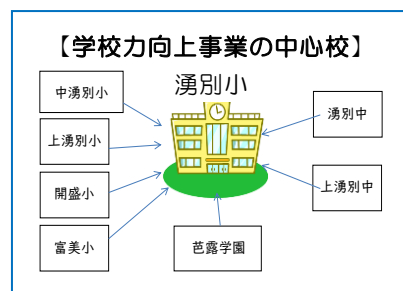 【学校力向上事業の中心校】
湧別小
中湧別小
上湧別小
開盛小
富美小
芭露学園
湧別中
上湧別中